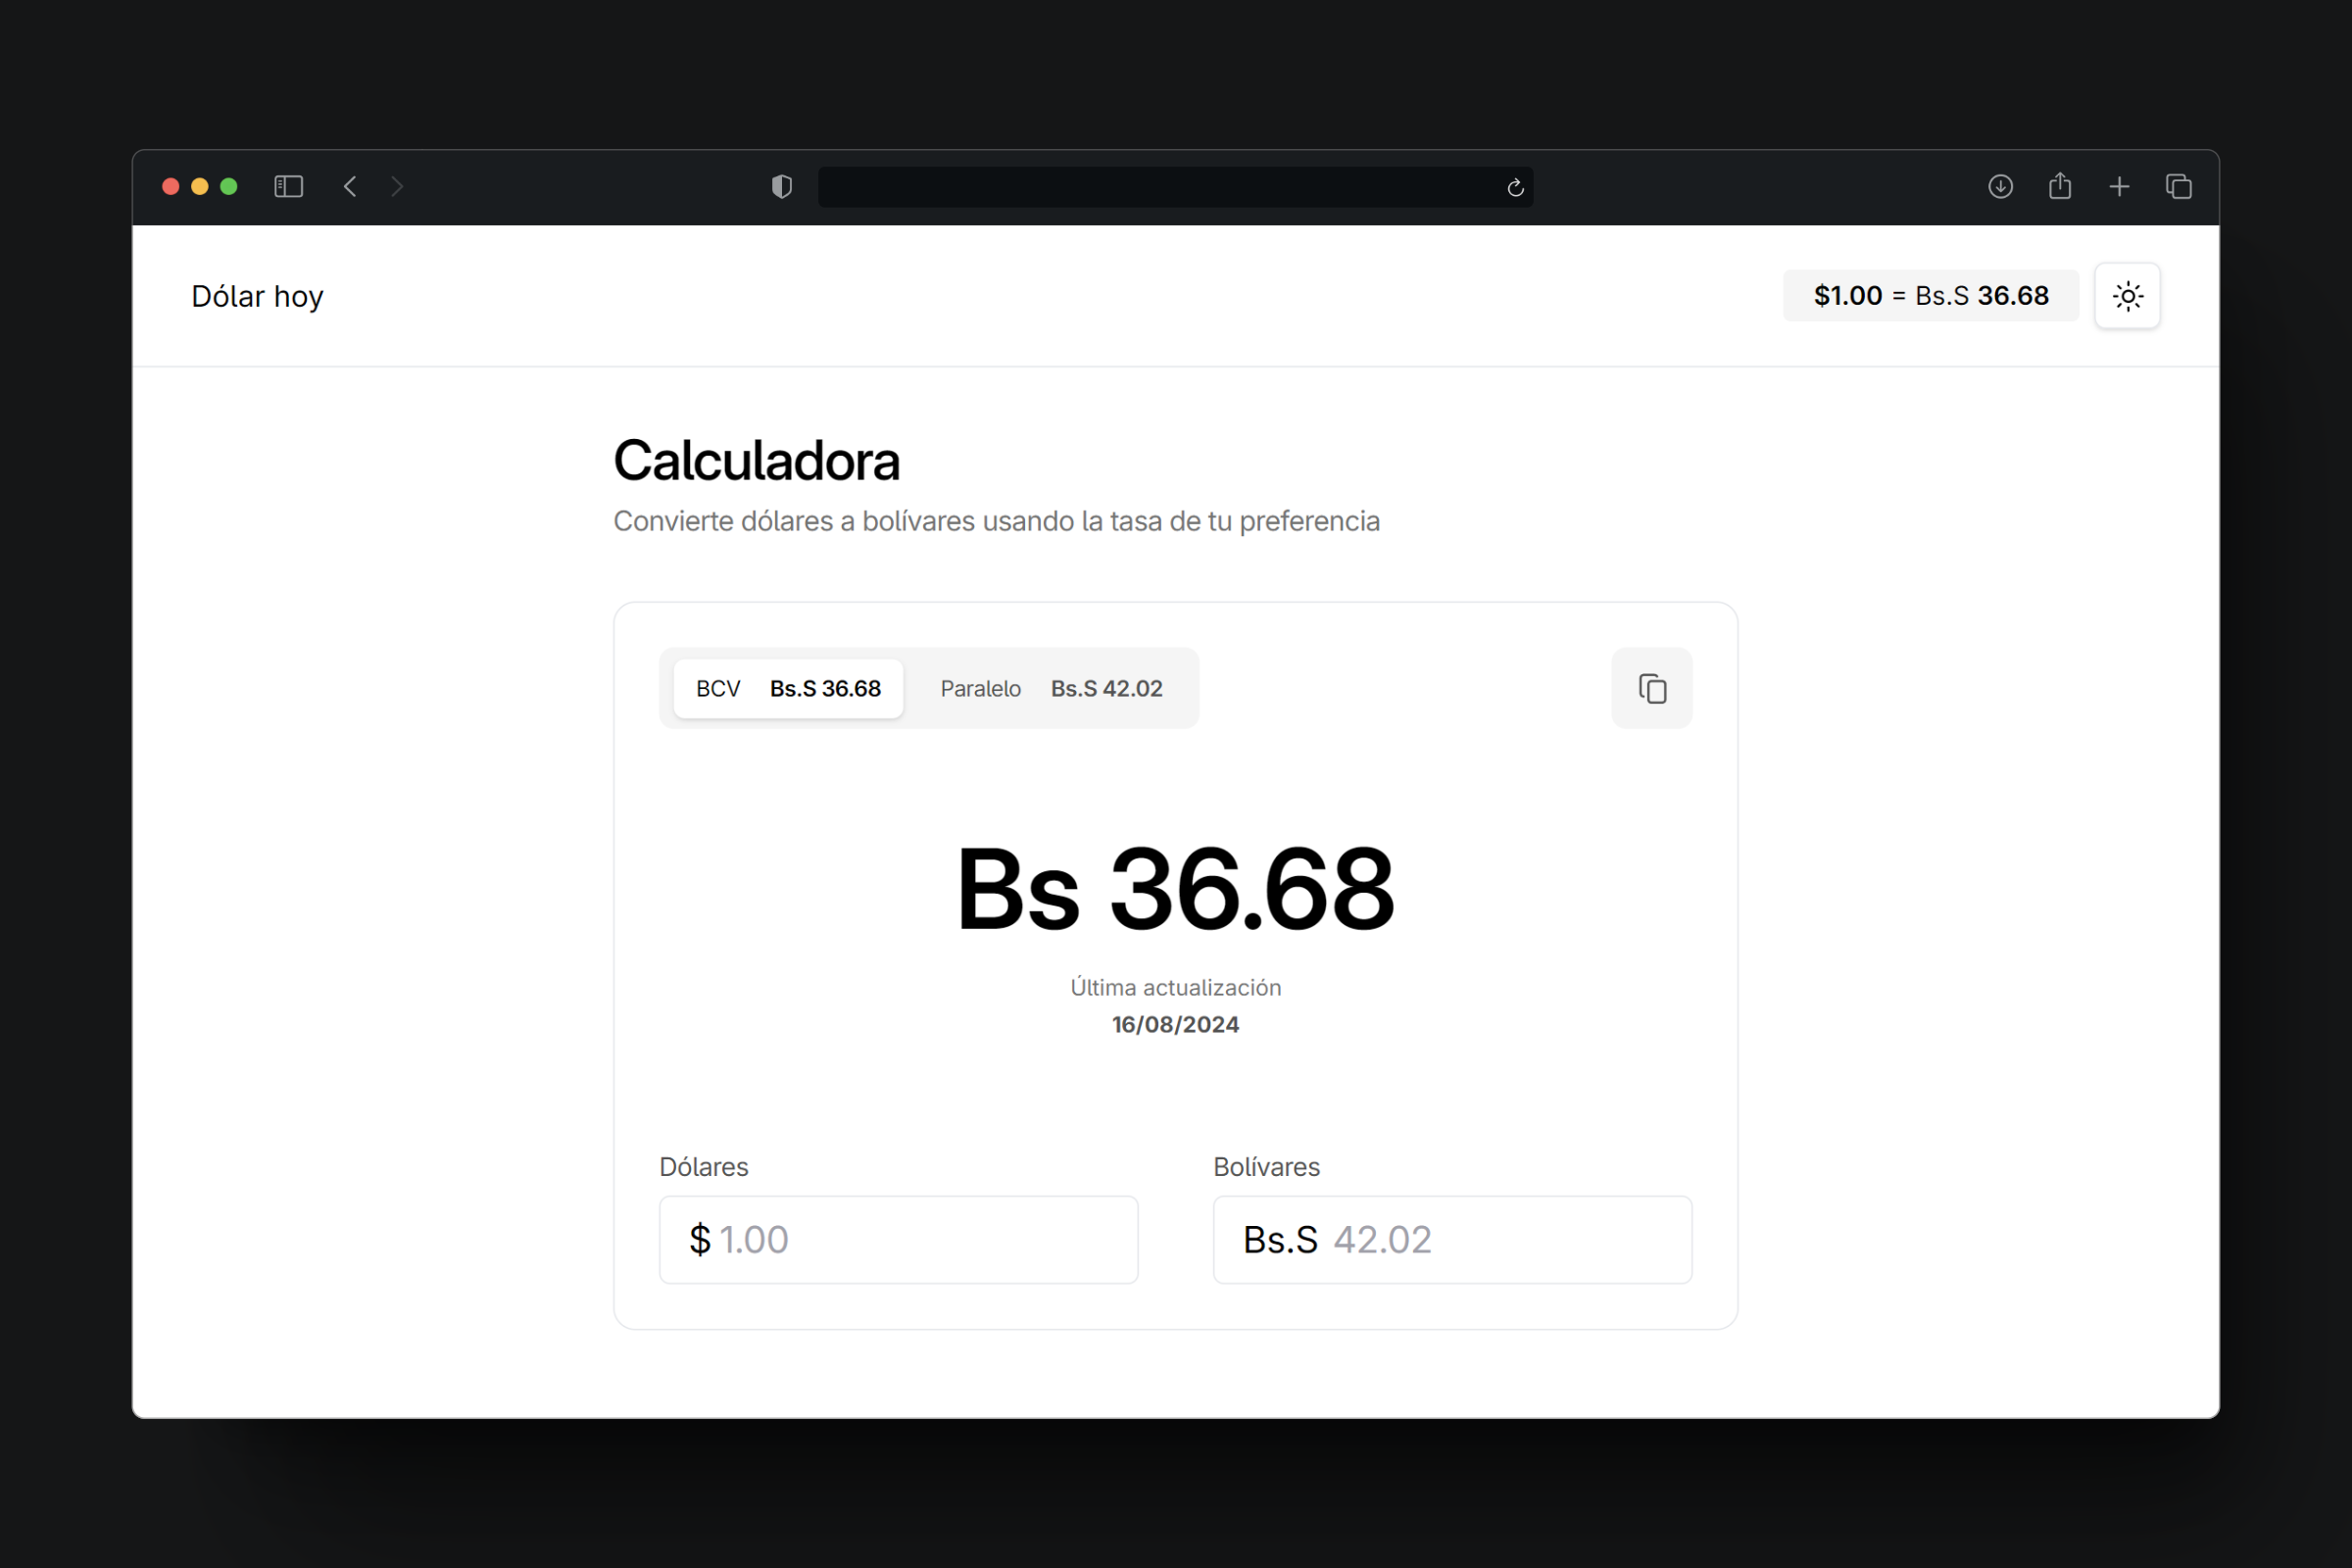 Dólar hoy
$1.00 = Bs.S 36.68
Calculadora
Convierte dólares a bolívares usando la tasa de tu preferencia
BCV Bs.S 36.68 Paralelo Bs.S 42.02
Bs 36.68
Última actualización
16/08/2024
Dólares
$ 1.00
Bolívares
Bs.S 42.02